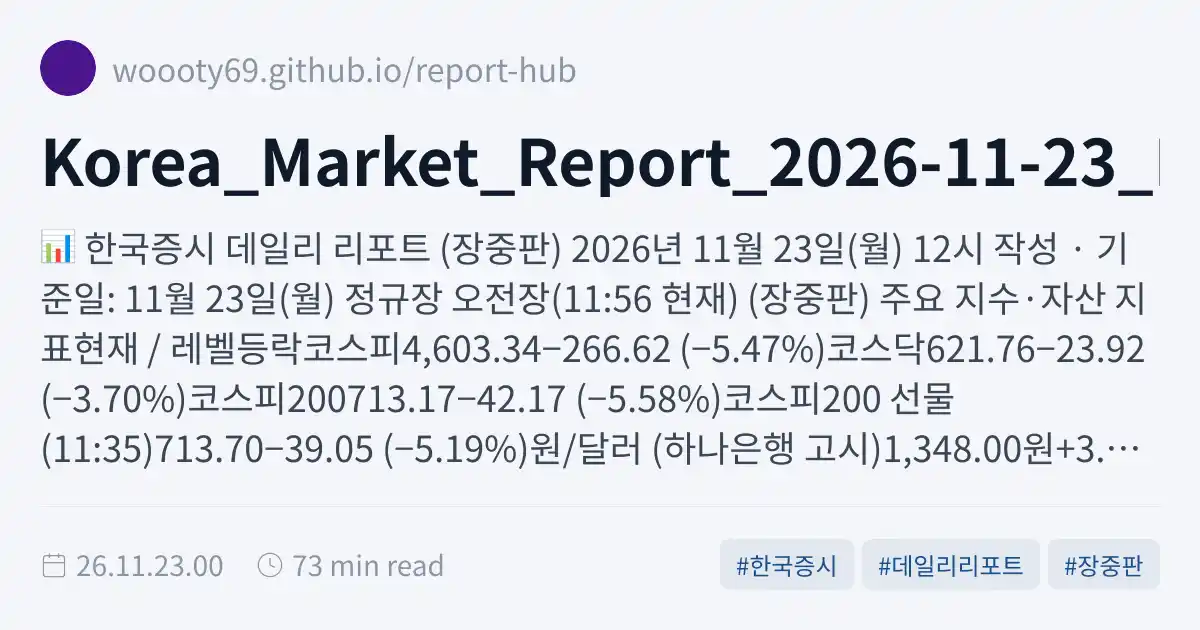 woooty69.github.io/report-hub
Korea_Market_Report_2026-11-23_
📊 한국증시 데일리 리포트 (장중판) 2026년 11월 23일(월) 12시 작성 · 기
준일: 11월 23일(월) 정규장 오전장(11:56 현재) (장중판) 주요 지수·자산 지
표현재 / 레벨등락코스피4,603.34−266.62 (−5.47%)코스닥621.76−23.92
(−3.70%)코스피200713.17−42.17 (−5.58%)코스피200 선물
(11:35)713.70−39.05 (−5.19%)원/달러 (하나은행 고시)1,348.00원+3.…
26.11.23.00
73 min read
#한국증시 #데일리리포트 #장중판